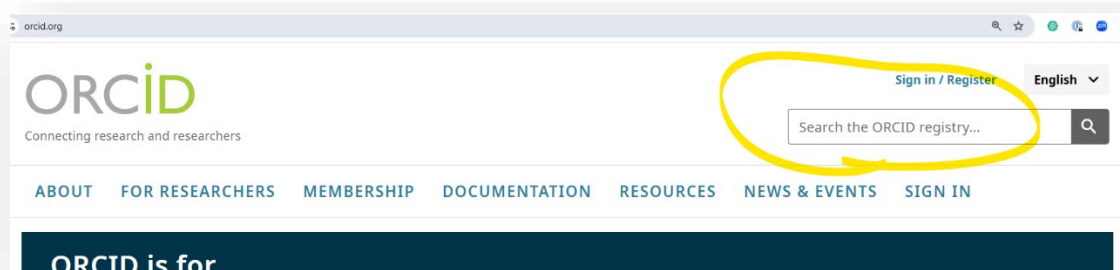 orcid.org
ORCID
Connecting research and researchers
Sign in / Register
English
Search the ORCID registry...
ABOUT FOR RESEARCHERS MEMBERSHIP DOCUMENTATION RESOURCES NEWS & EVENTS SIGN IN
ORCID is for